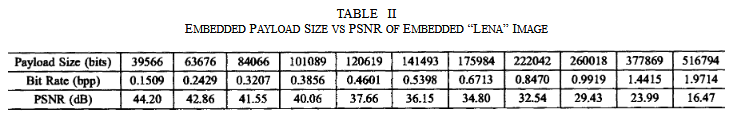 TABLE II
EMBEDDED PAYLOAD SIZE VS PSNR OF EMBEDDED “LENA” IMAGE
Payload Size (bits) 39566 63676 84066 101089 120619 141493 175984 222042 260018 377869 516794
Bit Rate (bpp) 0.1509 0.2429 0.3207 0.3856 0.4601 0.5398 0.6713 0.8470 0.9919 1.4415 1.9714
PSNR (dB) 44.20 42.86 41.55 40.06 37.66 36.15 34.80 32.54 29.43 23.99 16.47